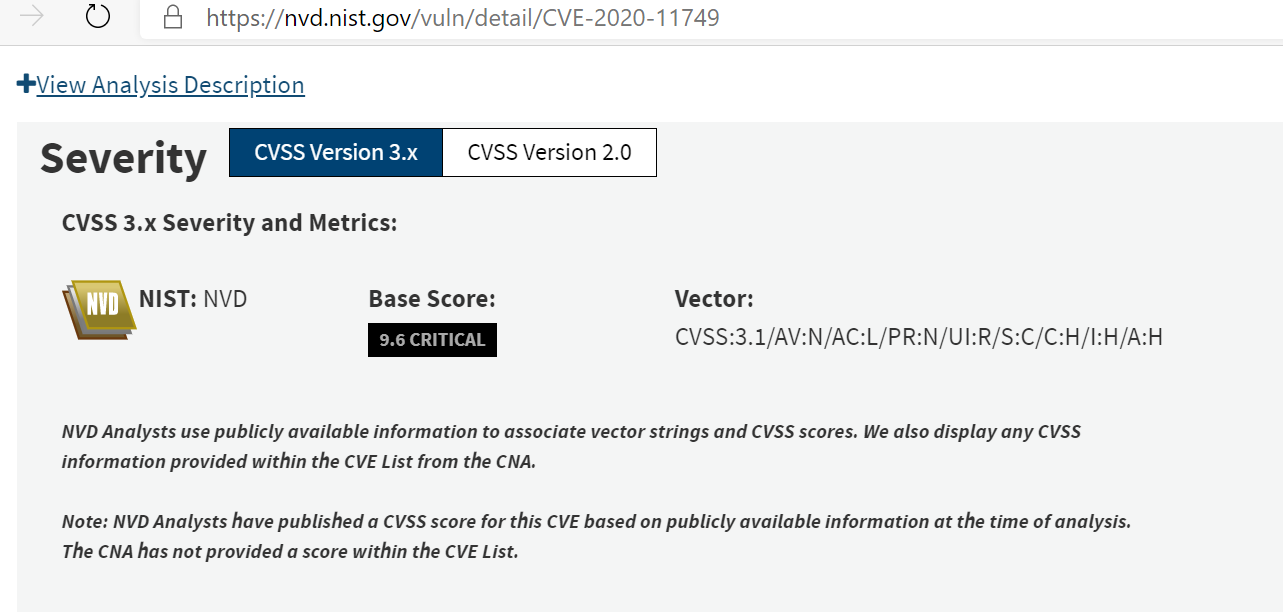 https://nvd.nist.gov/vuln/detail/CVE-2020-11749
+View Analysis Description
Severity CVSS Version 3.x CVSS Version 2.0
CVSS 3.x Severity and Metrics:
NVD NIST: NVD Base Score: Vector:
9.6 CRITICAL CVSS:3.1/AV:N/AC:L/PR:N/UI:R/S:C/C:H/I:H/A:H
NVD Analysts use publicly available information to associate vector strings and CVSS scores. We also display any CVSS
information provided within the CVE List from the CNA.
Note: NVD Analysts have published a CVSS score for this CVE based on publicly available information at the time of analysis.
The CNA has not provided a score within the CVE List.